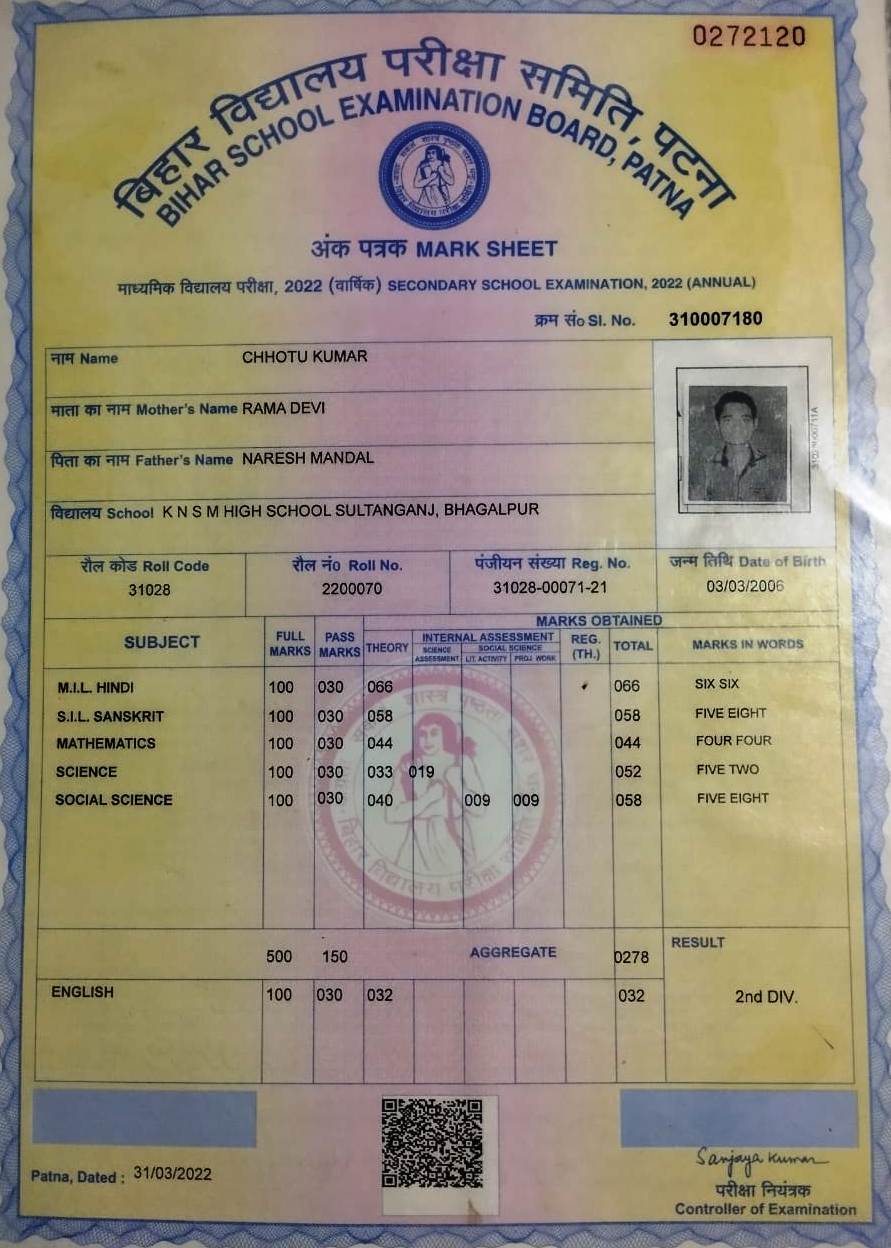 0272120
बिहार विद्यालय परीक्षा समिति, पटना
BIHAR SCHOOL EXAMINATION BOARD, PATNA
अंक पत्रक MARK SHEET
माध्यमिक विद्यालय परीक्षा, 2022 (वार्षिक) SECONDARY SCHOOL EXAMINATION, 2022 (ANNUAL)
क्रम सं० Sl. No. 310007180
नाम Name CHHOTU KUMAR
माता का नाम Mother's Name RAMA DEVI
पिता का नाम Father's Name NARESH MANDAL
विद्यालय School K N S M HIGH SCHOOL SULTANGANJ, BHAGALPUR
रौल कोड Roll Code रौल नं० Roll No. पंजीयन संख्या Reg. No. जन्म तिथि Date of Birth
31028 2200070 31028-00071-21 03/03/2006
SUBJECT FULL MARKS PASS MARKS MARKS OBTAINED
THEORY INTERNAL ASSESSMENT REG. (TH.) TOTAL MARKS IN WORDS
SCIENCE ASSESSMENT SOCIAL SCIENCE
LIT. ACTIVITY PROJ. WORK
M.I.L. HINDI 100 030 066 066 SIX SIX
S.I.L. SANSKRIT 100 030 058 058 FIVE EIGHT
MATHEMATICS 100 030 044 044 FOUR FOUR
SCIENCE 100 030 033 019 052 FIVE TWO
SOCIAL SCIENCE 100 030 040 009 009 058 FIVE EIGHT
बिहार विद्यालय परीक्षा समिति
500 150 AGGREGATE 0278 RESULT
ENGLISH 100 030 032 032 2nd DIV.
Patna, Dated : 31/03/2022
Sanjaya Kumar
परीक्षा नियंत्रक
Controller of Examination